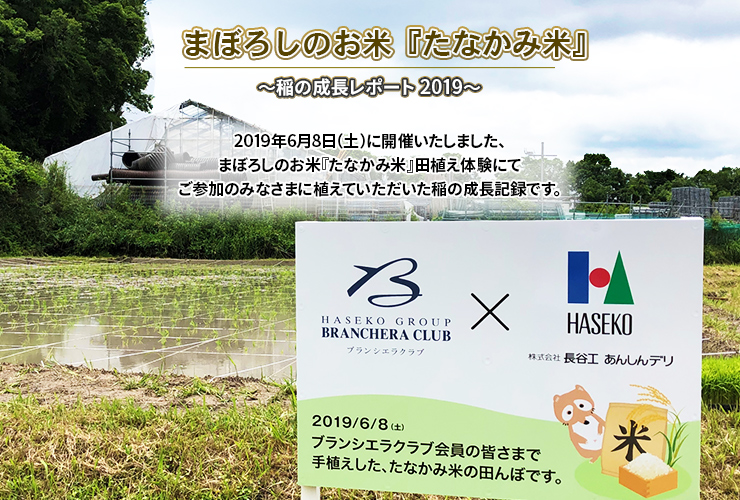 まぼろしのお米『たなかみ米』
～稲の成長レポート 2019～
2019年6月8日(土)に開催いたしました、
まぼろしのお米『たなかみ米』田植え体験にて
ご参加のみなさまに植えていただいた稲の成長記録です。
B
HASEKO GROUP
BRANCHERA CLUB
ブランシエラクラブ
×
HASEKO
株式会社 長谷工 あんしんデリ
2019/6/8(土)
ブランシエラクラブ会員の皆さまで
手植えした、たなかみ米の田んぼです。
米